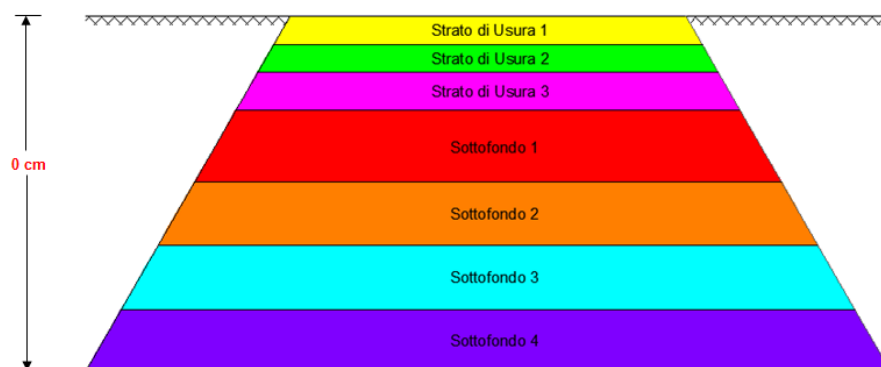 Strato di Usura 1
Strato di Usura 2
Strato di Usura 3
Sottofondo 1
0 cm
Sottofondo 2
Sottofondo 3
Sottofondo 4